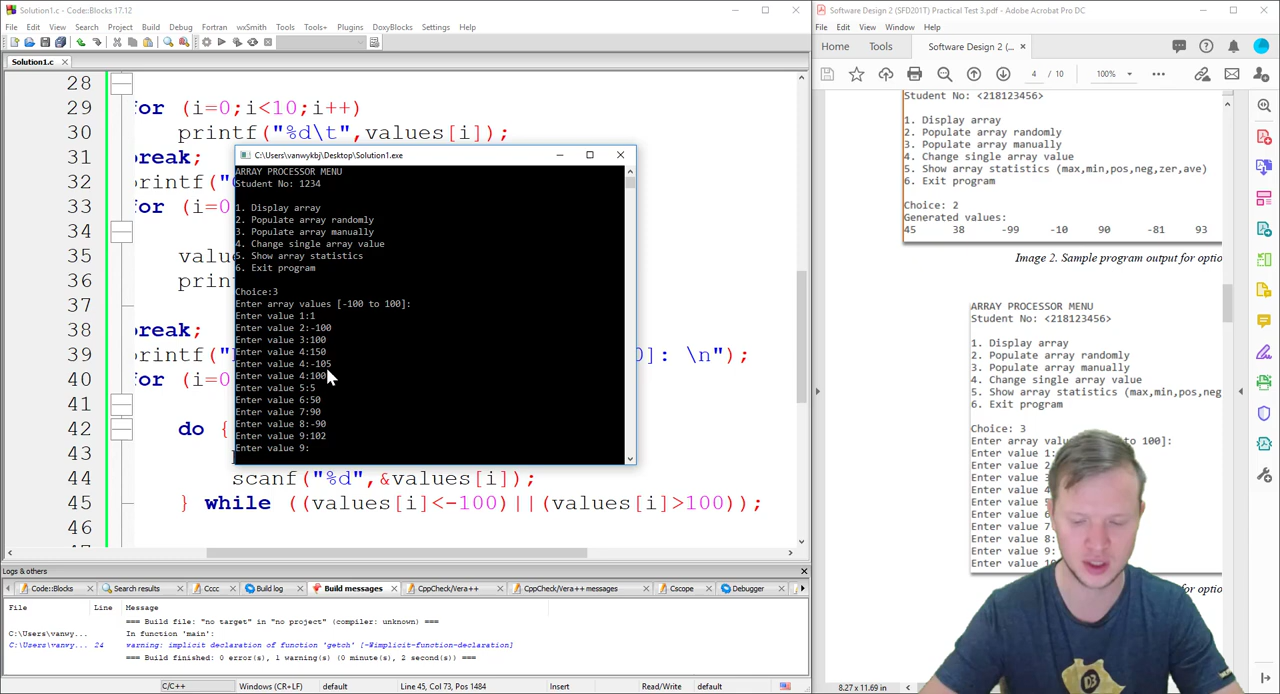 Solution1.c - Code::Blocks 17.12
File Edit View Search Project Build Debug Fortran wxSmith Tools Tools+ Plugins DoxyBlocks Settings Help
Solution1.c
28
29 for (i=0;i<10;i++)
30 printf("%d\t",values[i]);
31 break;
32 printf("
33 for (i=0
34
35 valu
36 prin
37
38 break;
39 printf(" 0]: \n");
40 for (i=0
41
42 do {
44 scanf("%d",&values[i]);
45 } while ((values[i]<-100)||(values[i]>100));
46
C:\Users\vanwykbj\Desktop\Solution1.exe
ARRAY PROCESSOR MENU
Student No: 1234
1. Display array
2. Populate array randomly
3. Populate array manually
4. Change single array value
5. Show array statistics
6. Exit program
Choice:3
Enter array values [-100 to 100]:
Enter value 1:1
Enter value 2:-100
Enter value 3:100
Enter value 4:150
Enter value 4:-105
Enter value 4:100
Enter value 5:5
Enter value 6:50
Enter value 7:90
Enter value 8:-90
Enter value 9:102
Enter value 9:
Logs & others
Code::Blocks Search results Cccc Build log Build messages CppCheck/Vera++ CppCheck/Vera++ messages Cscope Debugger
File Line Message
=== Build file: "no target" in "no project" (compiler: unknown) ===
C:\Users\vanwy... In function 'main':
C:\Users\vanwy... 24 warning: implicit declaration of function 'getch' [-Wimplicit-function-declaration]
=== Build finished: 0 error(s), 1 warning(s) (0 minute(s), 2 second(s)) ===
C/C++ Windows (CR+LF) default Line 45, Col 73, Pos 1484 Insert Read/Write default
Software Design 2 (SFD201T) Practical Test 3.pdf - Adobe Acrobat Pro DC
File Edit View Window Help
Home Tools Software Design 2 (...
4 / 10 100%
Student No: <218123456>
1. Display array
2. Populate array randomly
3. Populate array manually
4. Change single array value
5. Show array statistics (max,min,pos,neg,zer,ave)
6. Exit program
Choice: 2
Generated values:
45 38 -99 -10 90 -81 93
Image 2. Sample program output for optio
ARRAY PROCESSOR MENU
Student No: <218123456>
1. Display array
2. Populate array randomly
3. Populate array manually
4. Change single array value
5. Show array statistics (max,min,pos,neg
6. Exit program
Choice: 3
Enter array to 100]:
Enter value 1:
Enter value 2
Enter value 3
Enter value 4
Enter value
Enter value 6
Enter value 7
Enter value 8:
Enter value 9:
Enter value 10
for optio
8.27 x 11.69 in
D3